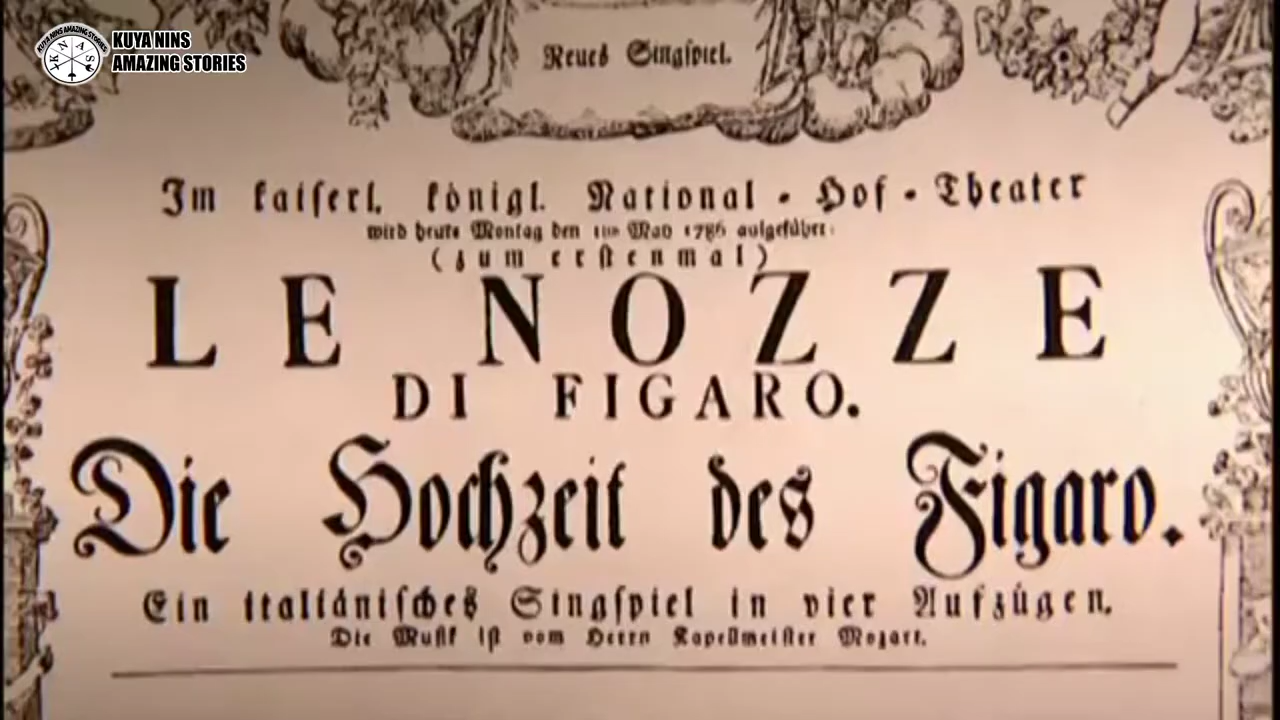 KUYA NINS
AMAZING STORIES
Neues Singspiel.
Im kaiserl. königl. National-Hof-Theater
wird heute Montag den 1ten May 1786 aufgeführt:
(zum erstenmal)
LE NOZZE
DI FIGARO.
Die Hochzeit des Figaro.
Ein italiänisches Singspiel in vier Aufzügen.
Die Musik ist vom Herrn Kapellmeister Mozart.